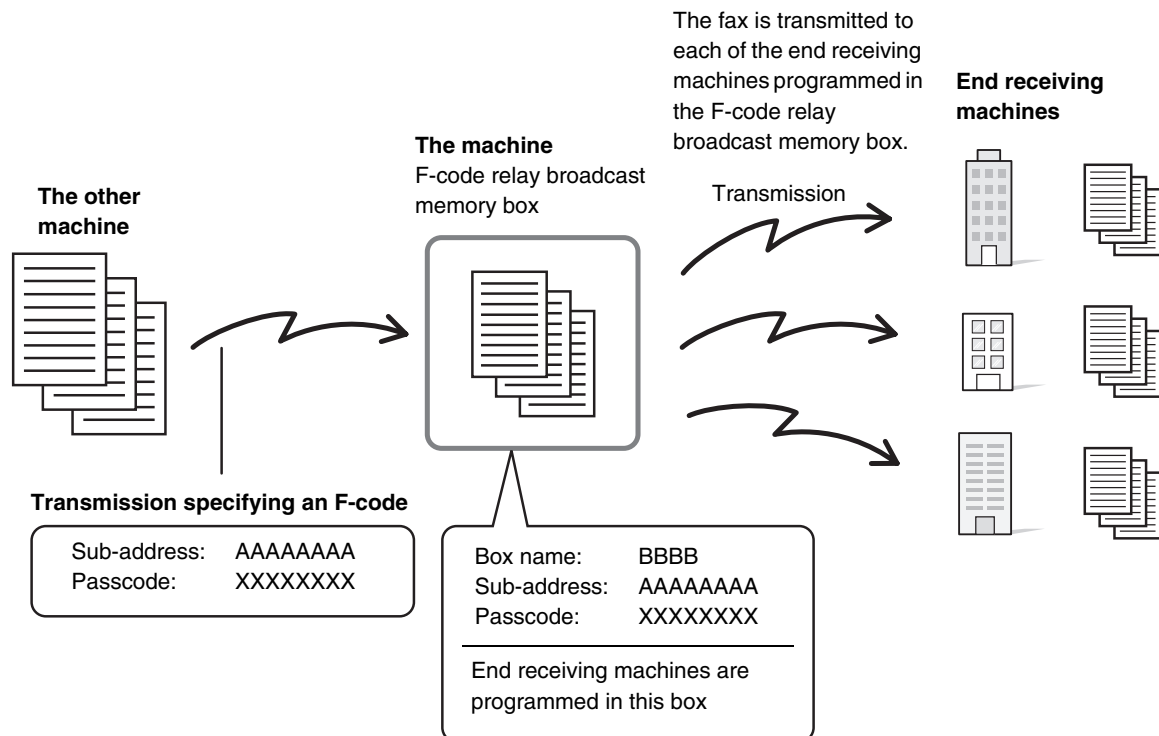 The fax is transmitted to
each of the end receiving
machines programmed in
the F-code relay
broadcast memory box.
End receiving
machines
The machine
F-code relay broadcast
memory box
Transmission
The other
machine
Transmission specifying an F-code
Sub-address: AAAAAAAA
Passcode: XXXXXXXX
Box name: BBBB
Sub-address: AAAAAAAA
Passcode: XXXXXXXX
End receiving machines are
programmed in this box